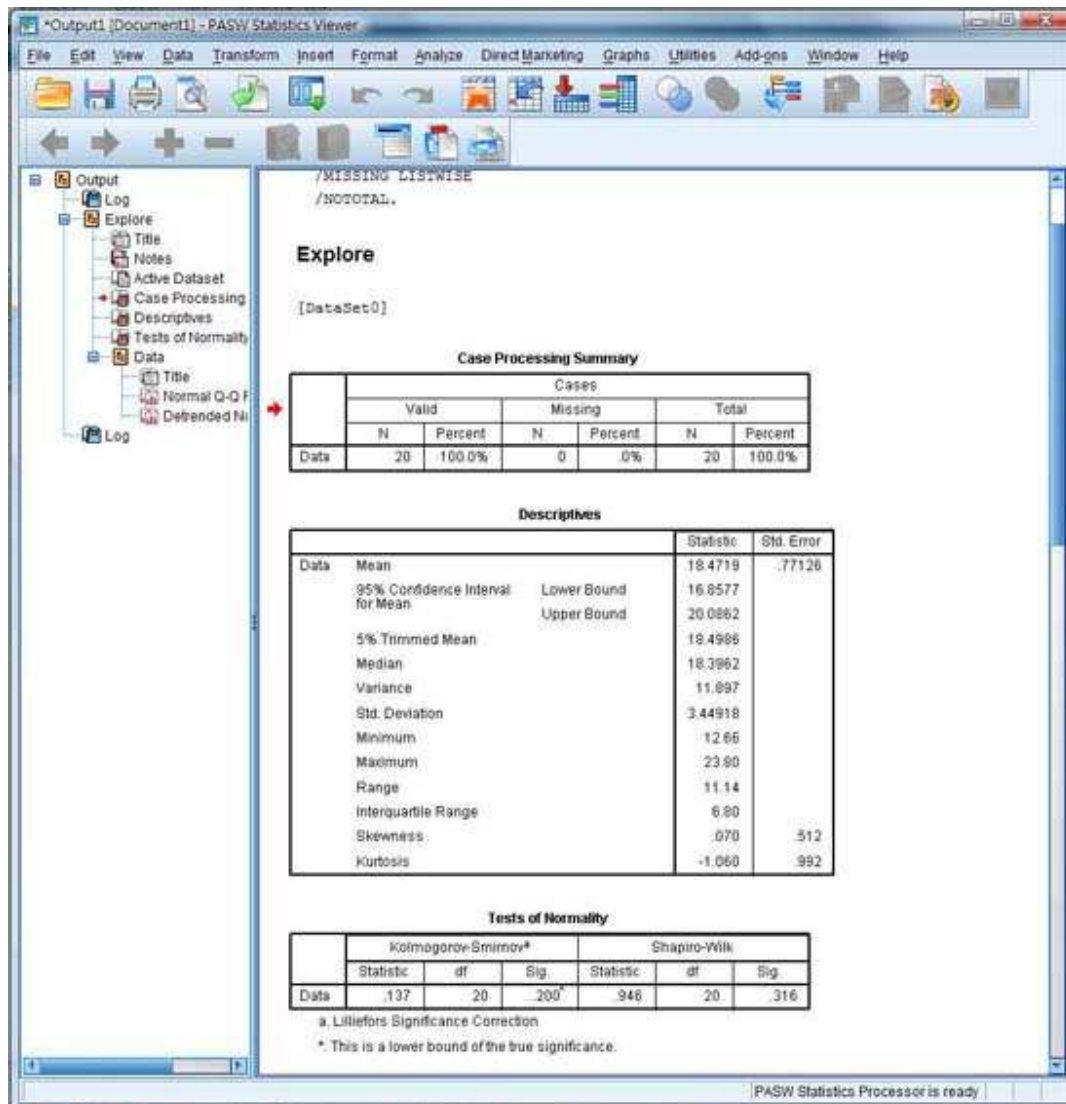 *Output1 [Document1] - PASW Statistics Viewer
File Edit View Data Transform Insert Format Analyze Direct Marketing Graphs Utilities Add-ons Window Help
Output
Log
Explore
Title
Notes
Active Dataset
Case Processing
Descriptives
Tests of Normality
Data
Title
Normal Q-Q P
Detrended No
Log
/MISSING LISTWISE
/NOTOTAL.
Explore
[DataSet0]
Case Processing Summary
Cases
Valid Missing Total
N Percent N Percent N Percent
Data 20 100.0% 0 .0% 20 100.0%
Descriptives
Statistic Std. Error
Data Mean 18.4719 .77126
95% Confidence Interval for Mean Lower Bound 16.8577
Upper Bound 20.0862
5% Trimmed Mean 18.4986
Median 18.3962
Variance 11.897
Std. Deviation 3.44918
Minimum 12.66
Maximum 23.80
Range 11.14
Interquartile Range 6.80
Skewness .070 .512
Kurtosis -1.060 .992
Tests of Normality
Kolmogorov-Smirnov^a Shapiro-Wilk
Statistic df Sig. Statistic df Sig.
Data .137 20 .200* .946 20 .316
a. Lilliefors Significance Correction
*. This is a lower bound of the true significance.
PASW Statistics Processor is ready